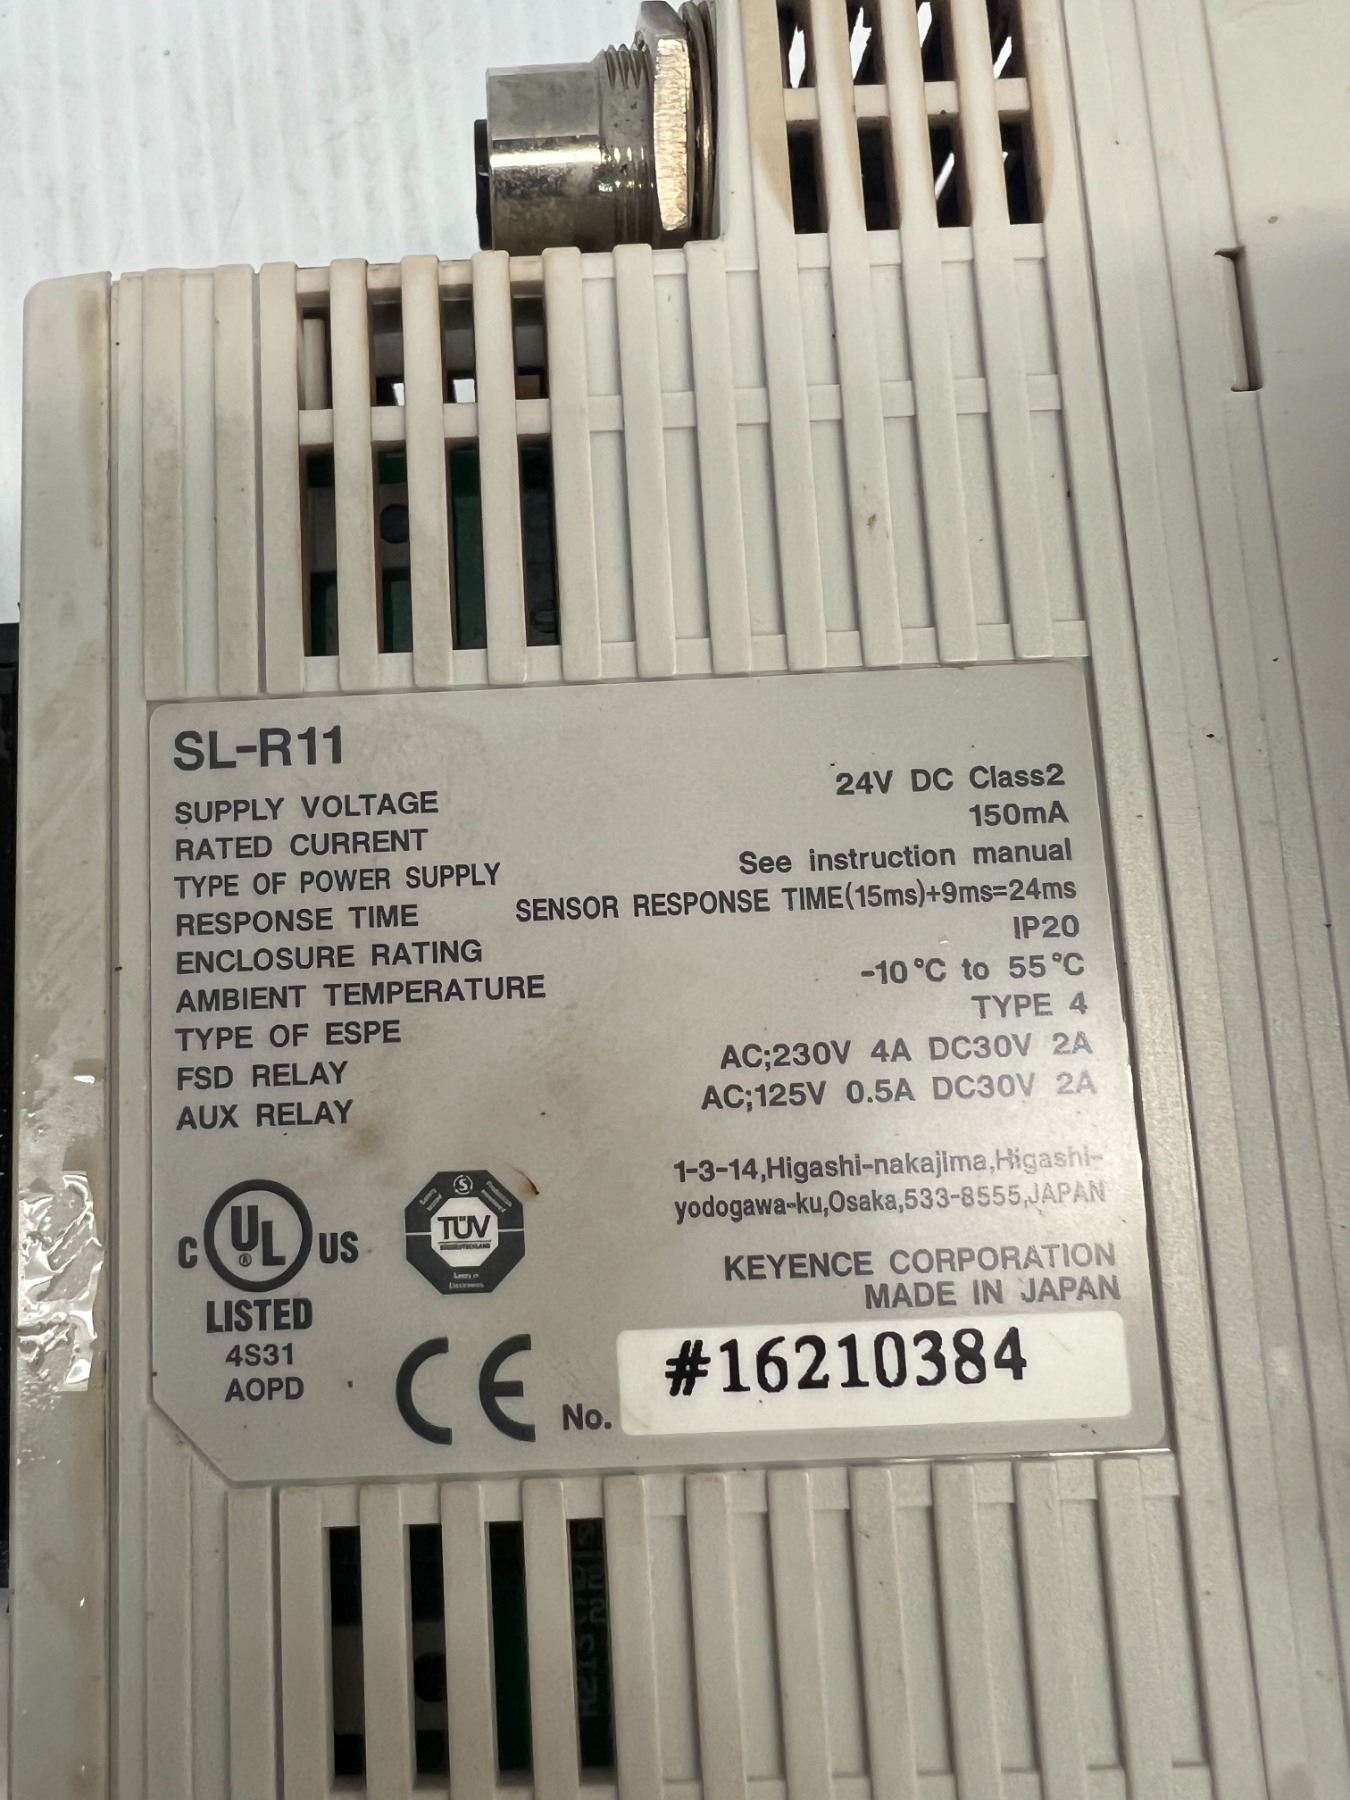 SL-R11
SUPPLY VOLTAGE 24V DC Class2
RATED CURRENT 150mA
TYPE OF POWER SUPPLY See instruction manual
RESPONSE TIME SENSOR RESPONSE TIME(15ms)+9ms=24ms
ENCLOSURE RATING IP20
AMBIENT TEMPERATURE -10°C to 55°C
TYPE OF ESPE TYPE 4
FSD RELAY AC;230V 4A DC30V 2A
AUX RELAY AC;125V 0.5A DC30V 2A
1-3-14,Higashi-nakajima,Higashi-
yodogawa-ku,Osaka,533-8555,JAPAN
C UL ® US
LISTED
4S31
AOPD
TÜV
KEYENCE CORPORATION
MADE IN JAPAN
CE
No. #16210384
R213